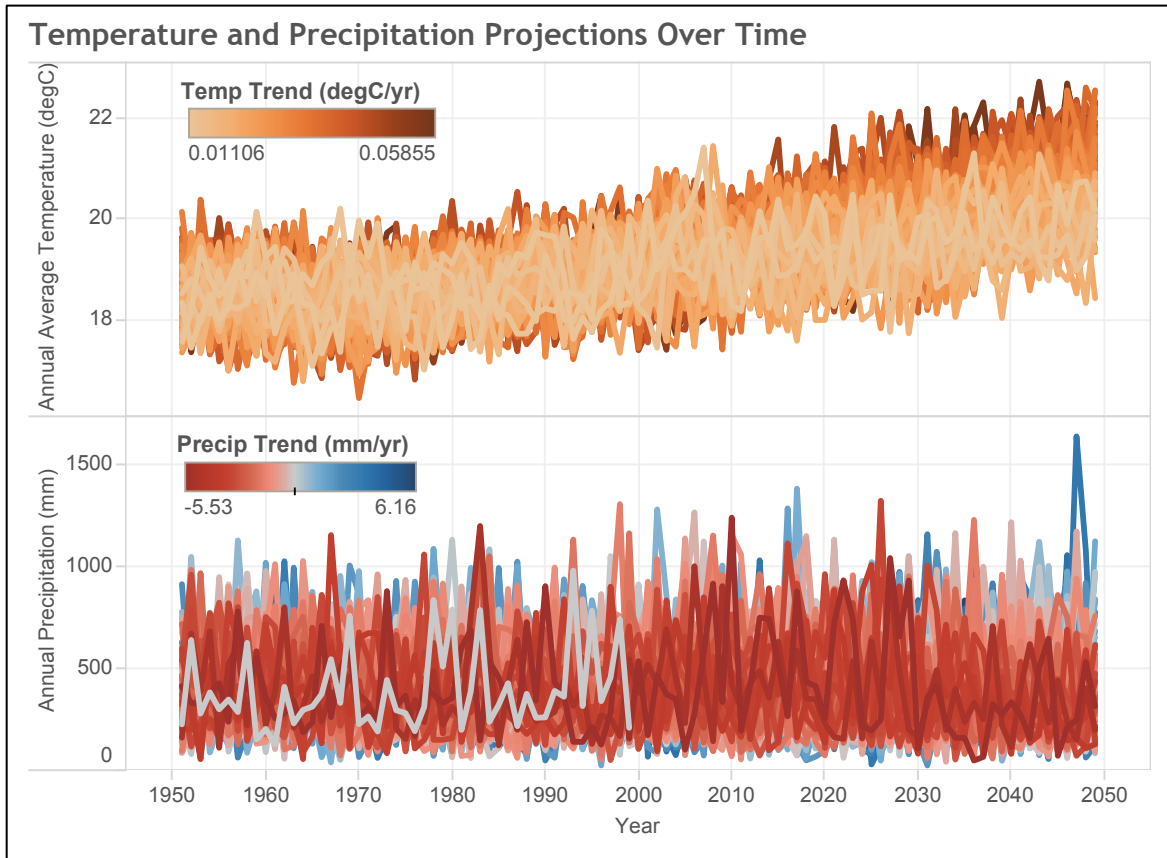 Temperature and Precipitation Projections Over Time
Annual Average Temperature (degC)
22
20
18
Temp Trend (degC/yr)
0.01106 0.05855
Annual Precipitation (mm)
1500
1000
500
0
Precip Trend (mm/yr)
-5.53 6.16
1950 1960 1970 1980 1990 2000 2010 2020 2030 2040 2050
Year